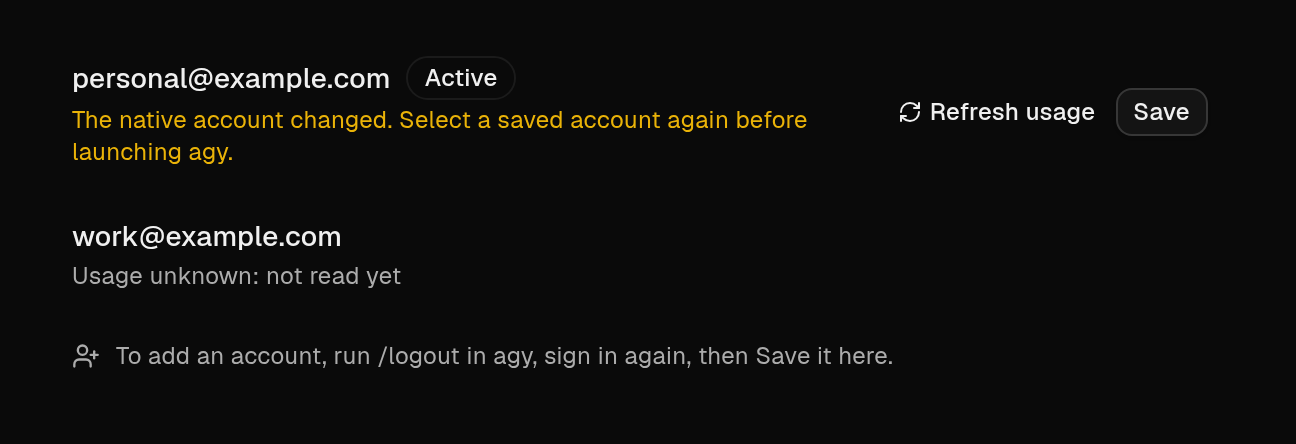 personal@example.com Active
The native account changed. Select a saved account again before
launching agy.
Refresh usage Save
work@example.com
Usage unknown: not read yet
To add an account, run /logout in agy, sign in again, then Save it here.